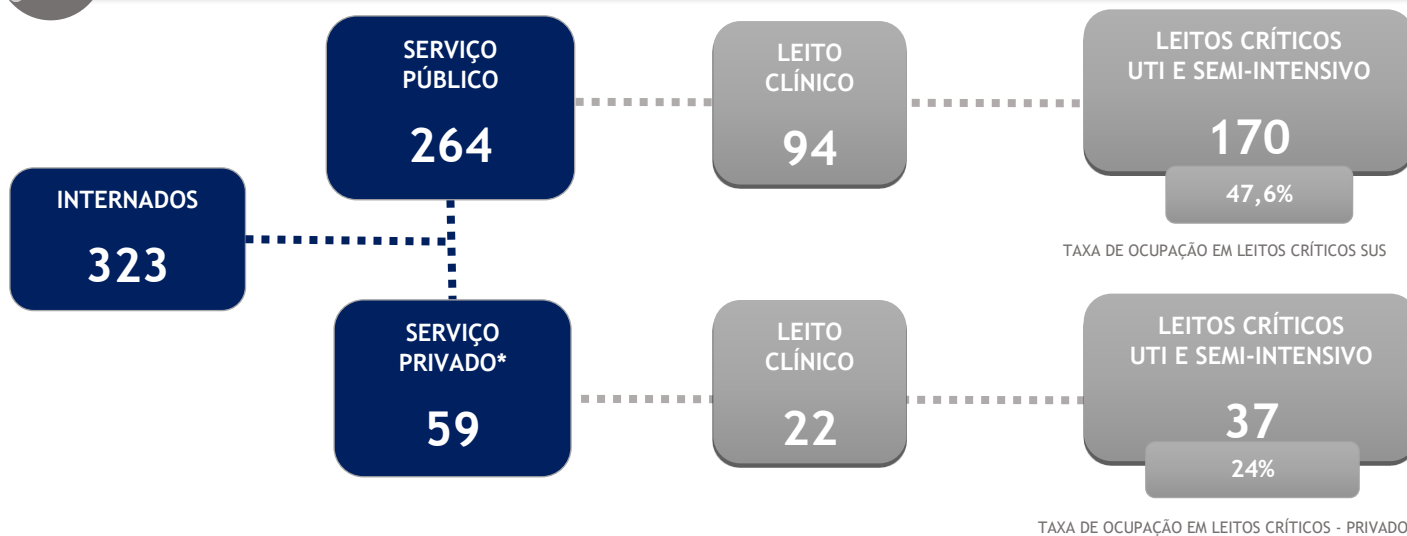 INTERNADOS
323
SERVIÇO
PÚBLICO
264
LEITO
CLÍNICO
94
LEITOS CRÍTICOS
UTI E SEMI-INTENSIVO
170
47,6%
TAXA DE OCUPAÇÃO EM LEITOS CRÍTICOS SUS
SERVIÇO
PRIVADO*
59
LEITO
CLÍNICO
22
LEITOS CRÍTICOS
UTI E SEMI-INTENSIVO
37
24%
TAXA DE OCUPAÇÃO EM LEITOS CRÍTICOS - PRIVADO